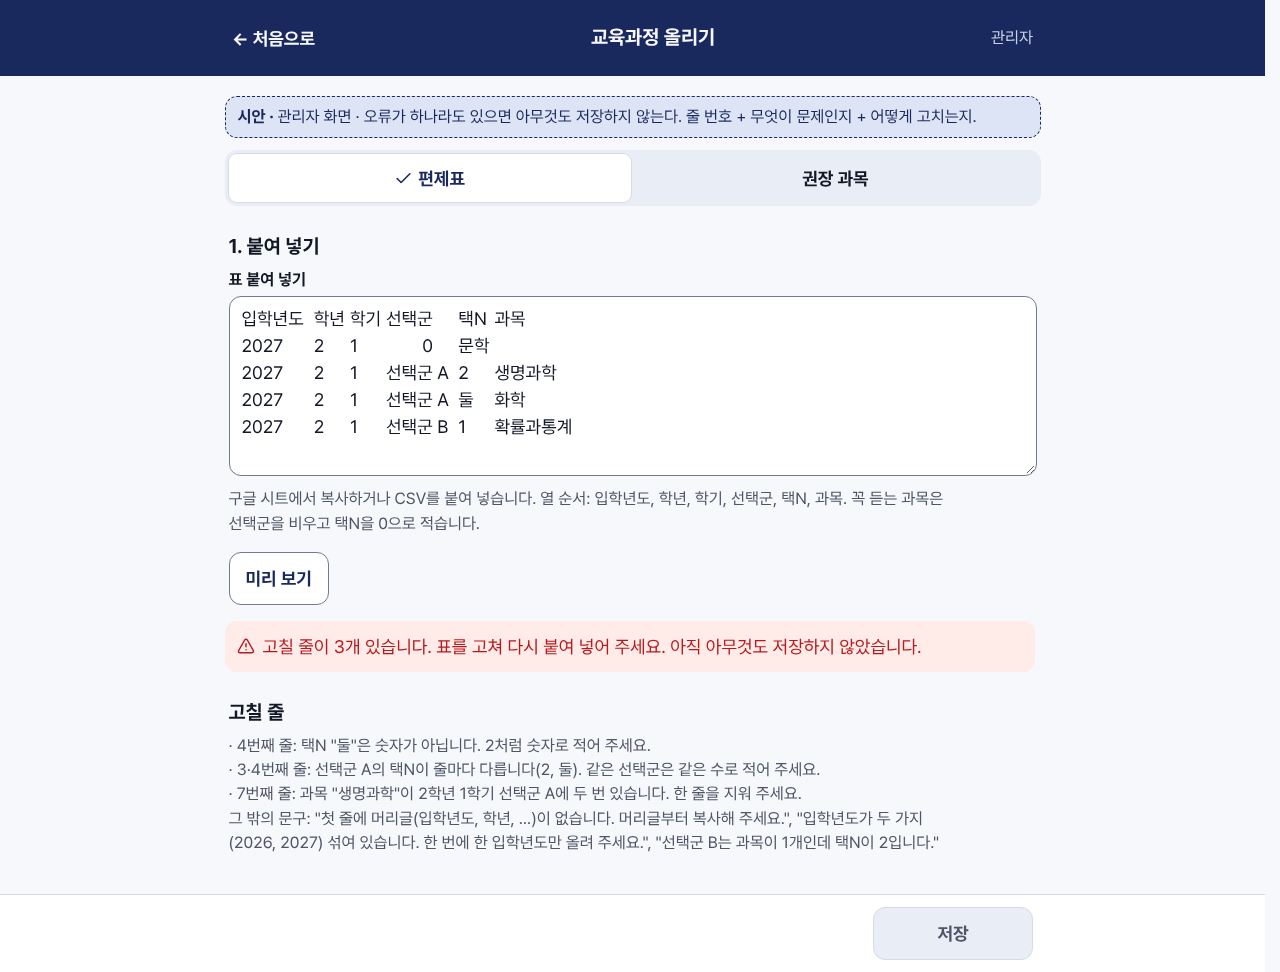 ← 처음으로
교육과정 올리기
관리자
시안 · 관리자 화면 · 오류가 하나라도 있으면 아무것도 저장하지 않는다. 줄 번호 + 무엇이 문제인지 + 어떻게 고치는지.
편제표
권장 과목
1. 붙여 넣기
표 붙여 넣기
입학년도 학년 학기 선택군 택N 과목
2027 2 1 0 문학
2027 2 1 선택군 A 2 생명과학
2027 2 1 선택군 A 둘 화학
2027 2 1 선택군 B 1 확률과통계
구글 시트에서 복사하거나 CSV를 붙여 넣습니다. 열 순서: 입학년도, 학년, 학기, 선택군, 택N, 과목. 꼭 듣는 과목은
선택군을 비우고 택N을 0으로 적습니다.
미리 보기
고칠 줄이 3개 있습니다. 표를 고쳐 다시 붙여 넣어 주세요. 아직 아무것도 저장하지 않았습니다.
고칠 줄
· 4번째 줄: 택N "둘"은 숫자가 아닙니다. 2처럼 숫자로 적어 주세요.
· 3·4번째 줄: 선택군 A의 택N이 줄마다 다릅니다(2, 둘). 같은 선택군은 같은 수로 적어 주세요.
· 7번째 줄: 과목 "생명과학"이 2학년 1학기 선택군 A에 두 번 있습니다. 한 줄을 지워 주세요.
그 밖의 문구: "첫 줄에 머리글(입학년도, 학년, …)이 없습니다. 머리글부터 복사해 주세요.", "입학년도가 두 가지
(2026, 2027) 섞여 있습니다. 한 번에 한 입학년도만 올려 주세요.", "선택군 B는 과목이 1개인데 택N이 2입니다."
저장